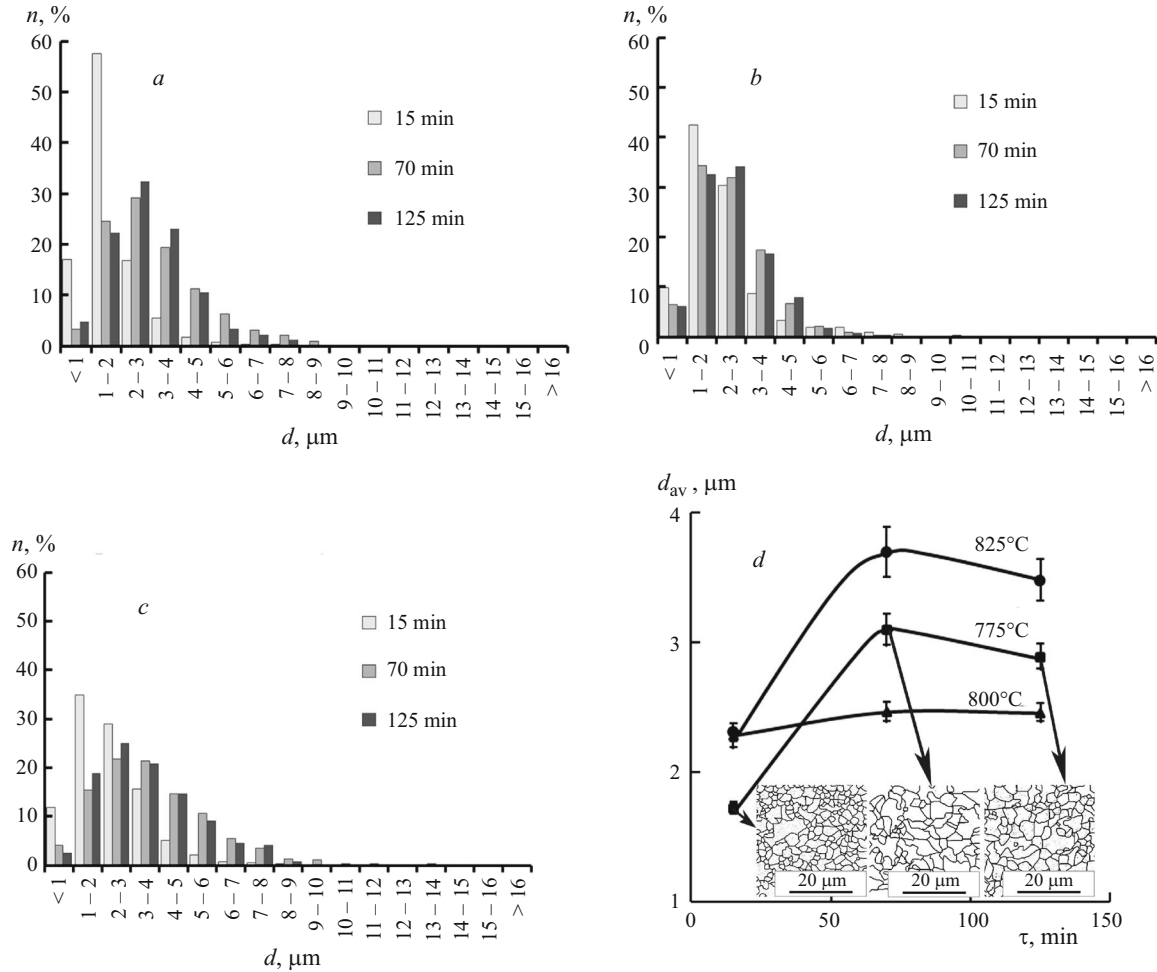 n, %
60
50
40
30
20
10
0
a
15 min
70 min
125 min
< 1
1 – 2
2 – 3
3 – 4
4 – 5
5 – 6
6 – 7
7 – 8
8 – 9
9 – 10
10 – 11
11 – 12
12 – 13
13 – 14
14 – 15
15 – 16
> 16
d, μm
n, %
60
50
40
30
20
10
0
b
15 min
70 min
125 min
< 1
1 – 2
2 – 3
3 – 4
4 – 5
5 – 6
6 – 7
7 – 8
8 – 9
9 – 10
10 – 11
11 – 12
12 – 13
13 – 14
14 – 15
15 – 16
> 16
d, μm
n, %
60
50
40
30
20
10
0
c
15 min
70 min
125 min
< 1
1 – 2
2 – 3
3 – 4
4 – 5
5 – 6
6 – 7
7 – 8
8 – 9
9 – 10
10 – 11
11 – 12
12 – 13
13 – 14
14 – 15
15 – 16
> 16
d, μm
d av , μm
4
3
2
1
d
825°C
775°C
800°C
20 μm
20 μm
20 μm
0
50
100
150
τ, min